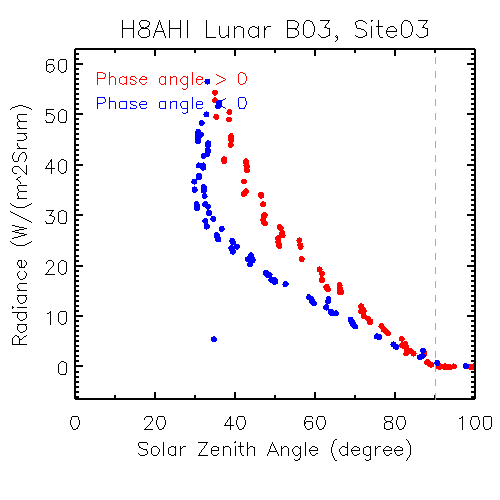 H8AHI Lunar B03, Site03
Phase angle > 0
Phase angle < 0
Radiance (W/(m^2Srum)
60
50
40
30
20
10
0
0 20 40 60 80 100
Solar Zenith Angle (degree)